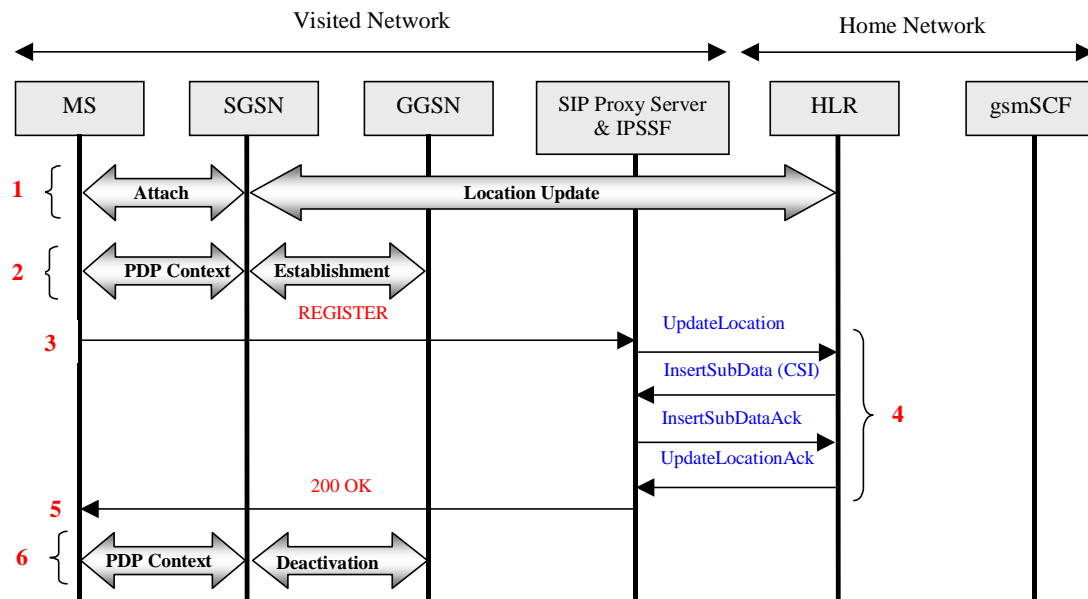 Visited Network
Home Network
MS
SGSN
GGSN
SIP Proxy Server
& IPSSF
HLR
gsmSCF
1
Attach
Location Update
2
PDP Context
Establishment
REGISTER
3
UpdateLocation
InsertSubData (CSI)
4
InsertSubDataAck
UpdateLocationAck
200 OK
5
6
PDP Context
Deactivation